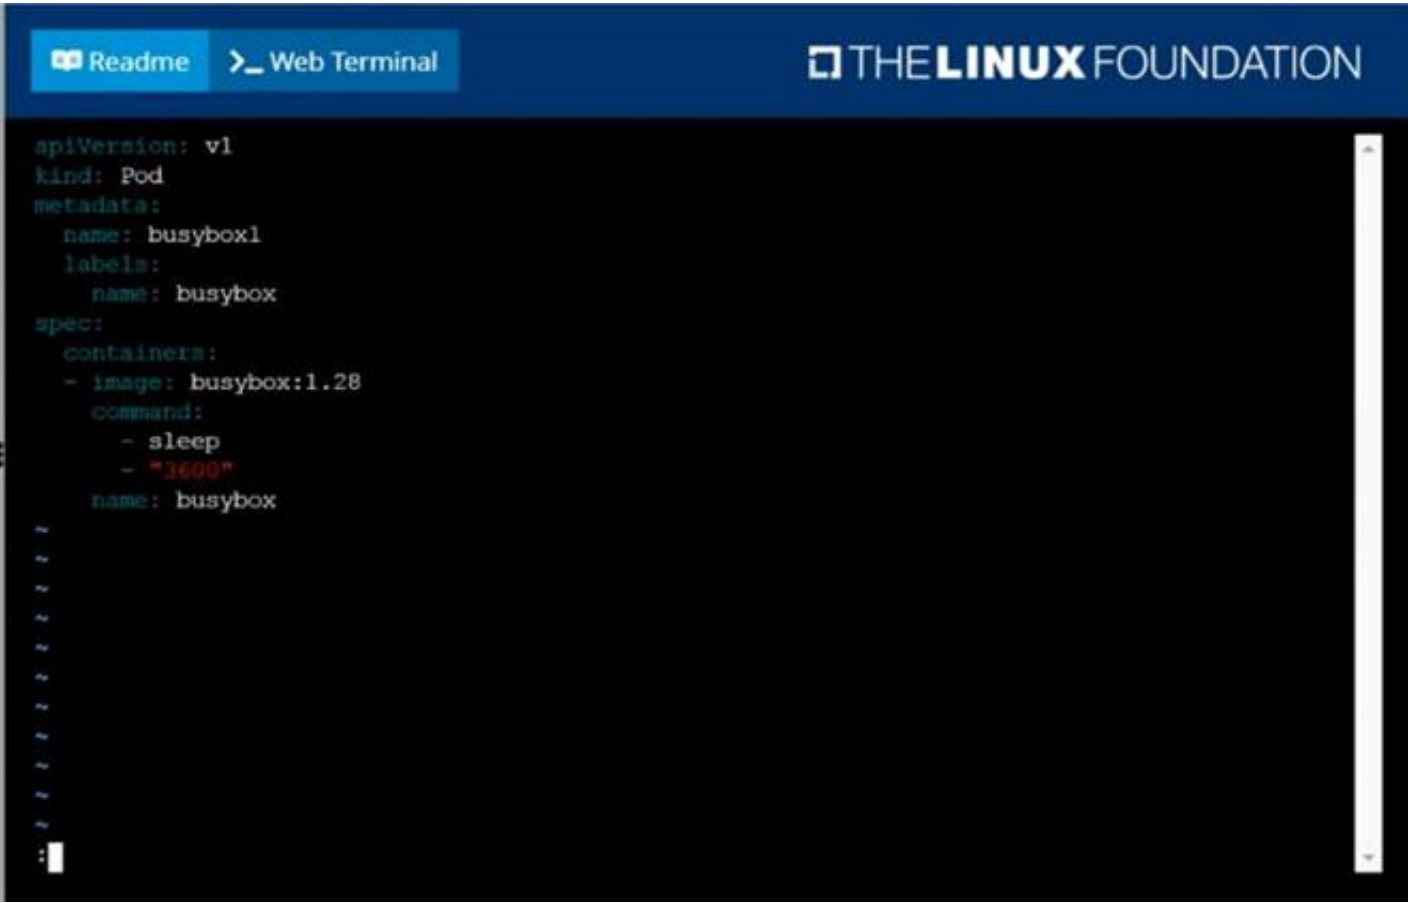 Readme >_ Web Terminal THE LINUX FOUNDATION
apiVersion: v1
kind: Pod
metadata:
  name: busybox1
  labels:
    name: busybox
spec:
  containers:
  - image: busybox:1.28
    command:
      - sleep
      - "3600"
    name: busybox
~
~
~
~
~
~
~
~
~
~
~
: